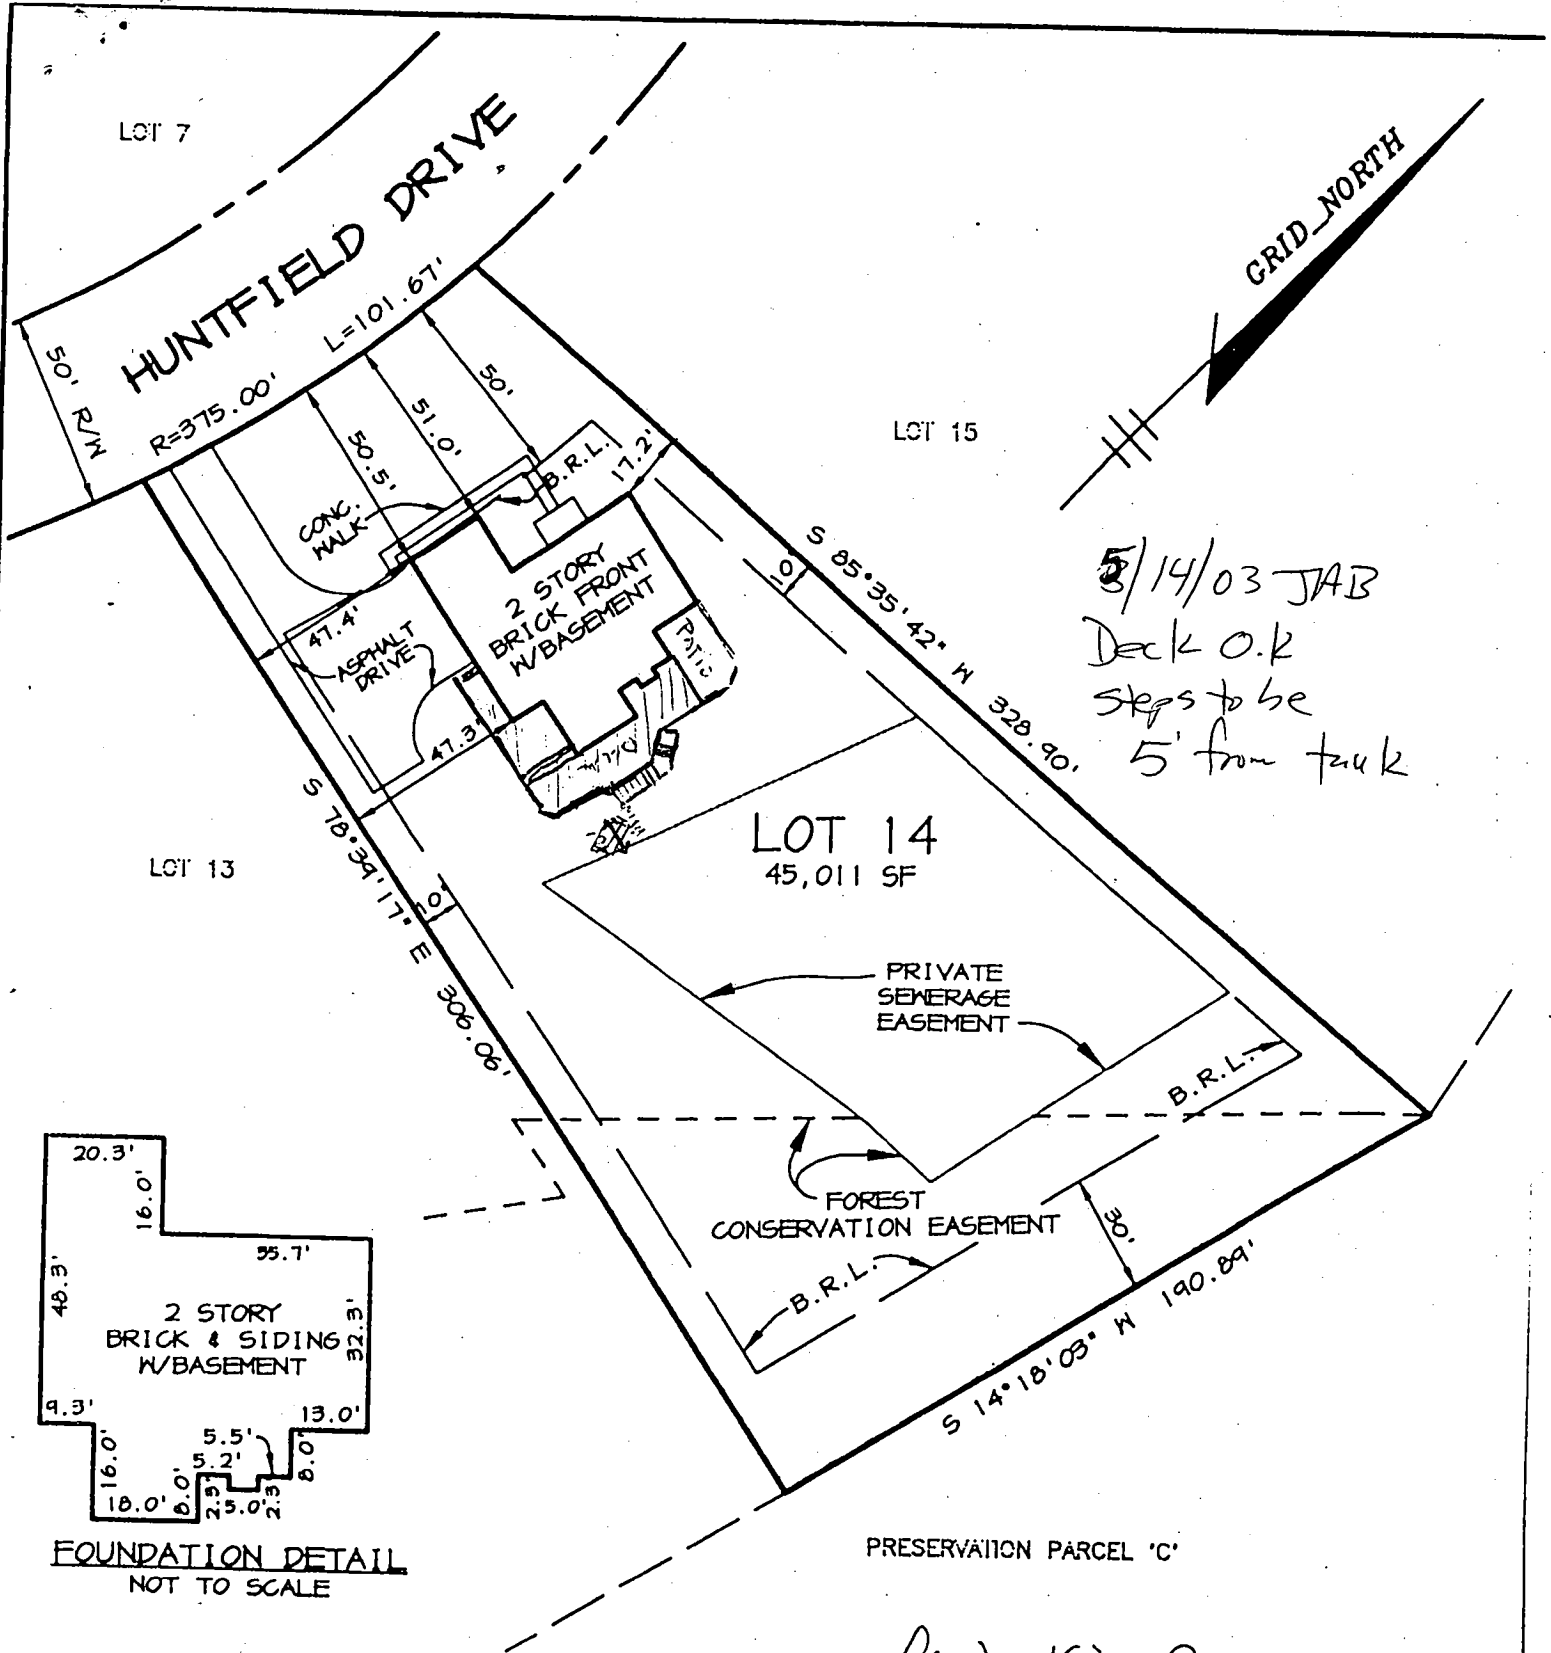 LOT 7
HUNTFIELD DRIVE
GRID_NORTH
50' R/W
R=375.00'
L=101.67'
50.5'
51.0'
50'
LOT 15
CONC.
WALK
B.R.L.
17.2'
2 STORY
BRICK FRONT
W/BASEMENT
PATIO
10'
S 85°35'42" W 328.90'
5/14/03 JAB
Deck O.K
steps to be
5' from tank
47.4'
ASPHALT
DRIVE
47.3'
LOT 13
S 78°39'17" E 306.06'
10'
LOT 14
45,011 SF
PRIVATE
SEWERAGE
EASEMENT
B.R.L.
FOREST
CONSERVATION EASEMENT
B.R.L.
30'
S 14°18'03" W 190.89'
20.3'
16.0'
55.7'
48.3'
2 STORY
BRICK & SIDING
W/BASEMENT
32.3'
9.3'
13.0'
16.0'
5.5'
5.2'
8.0'
18.0'
8.0'
2.3'
5.0'
2.3'
FOUNDATION DETAIL
NOT TO SCALE
PRESERVATION PARCEL 'C'